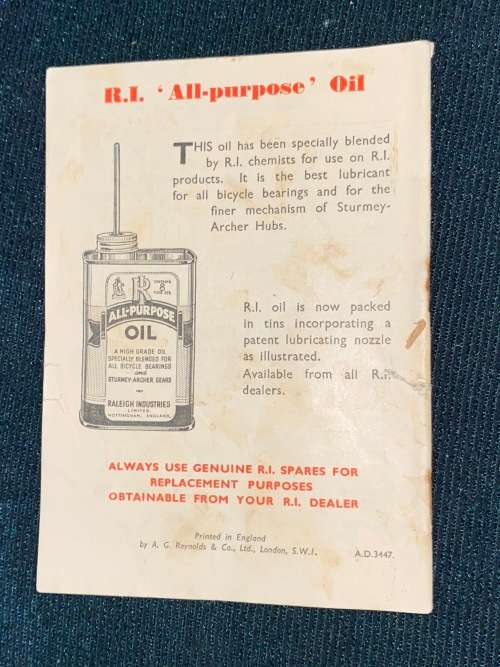 R.I. 'All-purpose' Oil
THIS oil has been specially blended
by R.I. chemists for use on R.I.
products. It is the best lubricant
for all bicycle bearings and for the
finer mechanism of Sturmey-
Archer Hubs.
R
ALL-PURPOSE
OIL
A HIGH GRADE OIL
SPECIALLY BLENDED FOR
ALL BICYCLE BEARINGS
and
STURMEY-ARCHER GEARS
RALEIGH INDUSTRIES
LIMITED
NOTTINGHAM, ENGLAND.
R.I. oil is now packed
in tins incorporating a
patent lubricating nozzle
as illustrated.
Available from all R.I.
dealers.
ALWAYS USE GENUINE R.I. SPARES FOR
REPLACEMENT PURPOSES
OBTAINABLE FROM YOUR R.I. DEALER
Printed in England
by A. G. Reynolds & Co., Ltd., London, S.W.1.
A.D.3447.